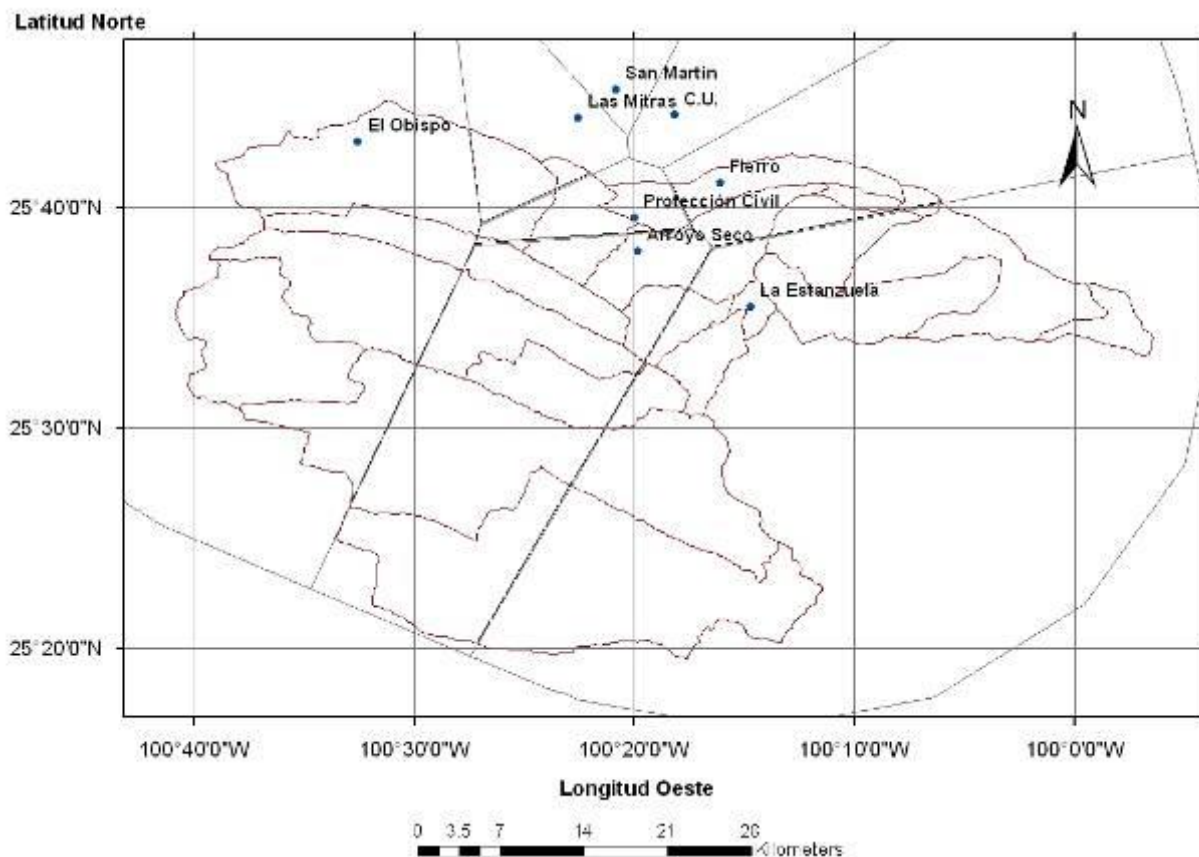 Latitud Norte
San Martin
Las Mitras
C.U.
El Obispo
N
Fierro
25°40'0"N
Protección Civil
Arroyo Seco
La Estanzuela
25°30'0"N
25°20'0"N
100°40'0"W
100°30'0"W
100°20'0"W
100°10'0"W
100°0'0"W
Longitud Oeste
0 3.5 7 14 21 28
Kilometers